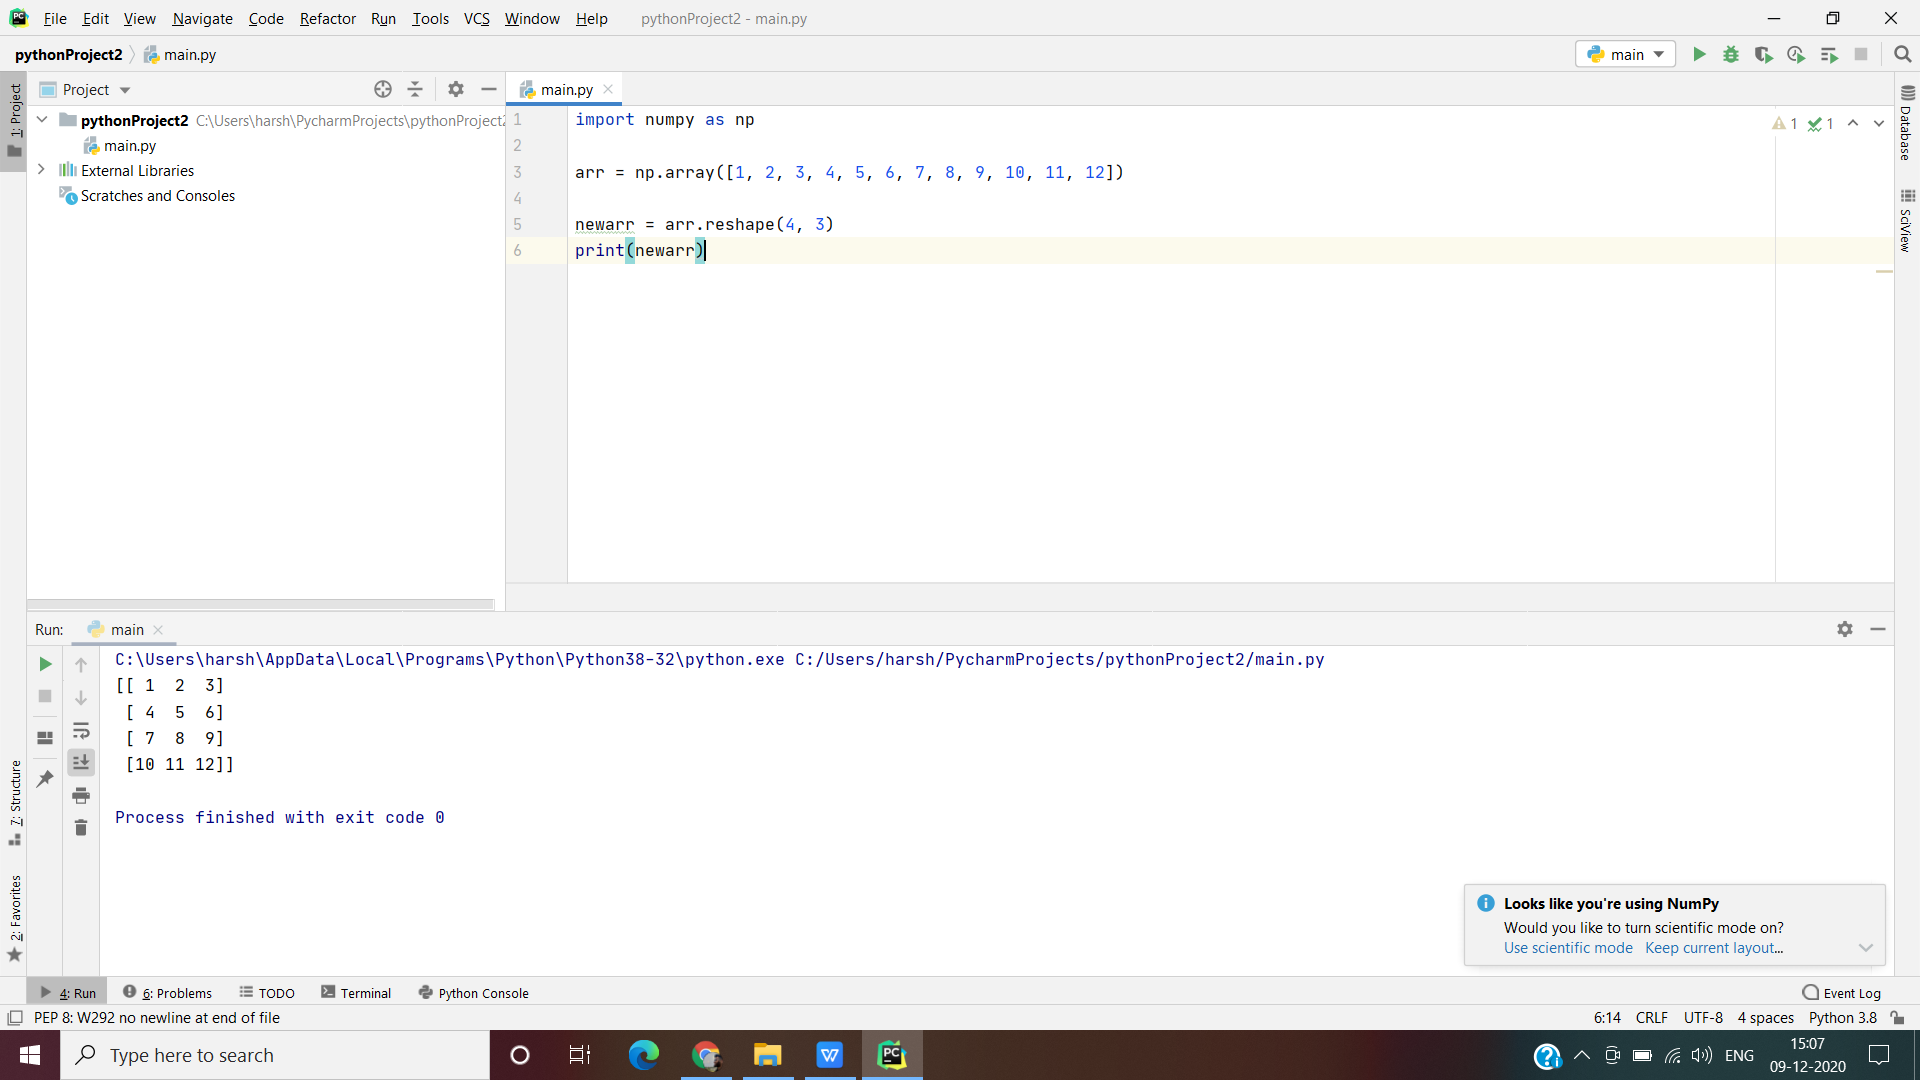 File Edit View Navigate Code Refactor Run Tools VCS Window Help pythonProject2 - main.py
pythonProject2 main.py main
1: Project
Project
main.py
pythonProject2 C:\Users\harsh\PycharmProjects\pythonProject2
main.py
External Libraries
Scratches and Consoles
1 import numpy as np
2
3 arr = np.array([1, 2, 3, 4, 5, 6, 7, 8, 9, 10, 11, 12])
4
5 newarr = arr.reshape(4, 3)
6 print(newarr)
1 1
Database
SciView
Run: main
C:\Users\harsh\AppData\Local\Programs\Python\Python38-32\python.exe C:/Users/harsh/PycharmProjects/pythonProject2/main.py
[[ 1  2  3]
 [ 4  5  6]
 [ 7  8  9]
 [10 11 12]]
Process finished with exit code 0
7: Structure
2: Favorites
Looks like you're using NumPy
Would you like to turn scientific mode on?
Use scientific mode Keep current layout...
4: Run 6: Problems TODO Terminal Python Console Event Log
PEP 8: W292 no newline at end of file 6:14 CRLF UTF-8 4 spaces Python 3.8
Type here to search
ENG
15:07
09-12-2020